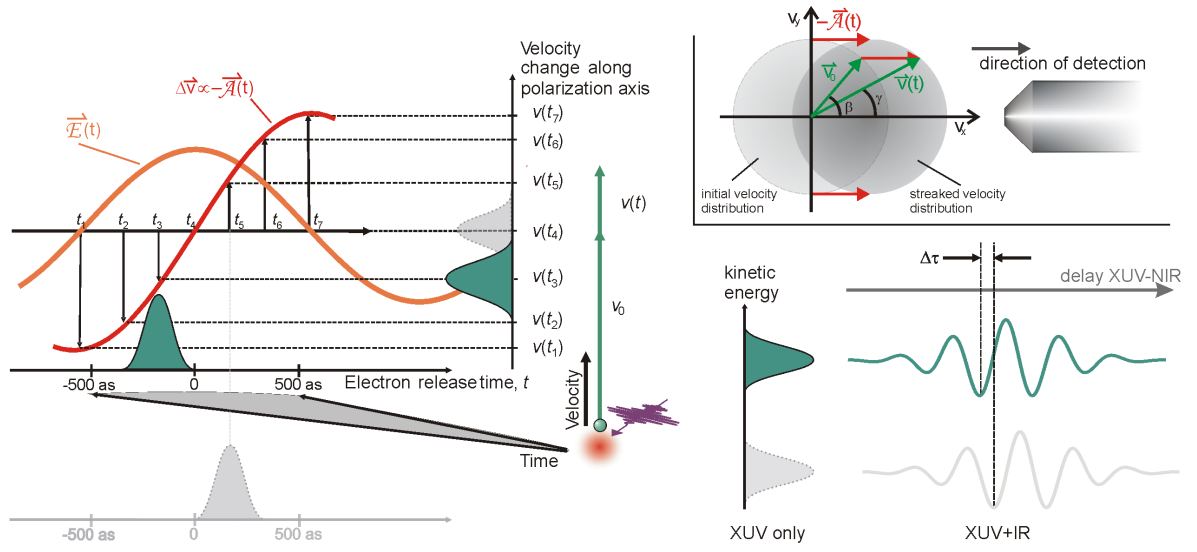 Velocity
change along
polarization axis
Δv⃗∝-𝒜⃗(t)
ℰ⃗(t)
v(t₇)
v(t₆)
v(t₅)
v(t₄)
v(t₃)
v(t₂)
v(t₁)
t₁
t₂
t₃
t₄
t₅
t₆
t₇
-500 as
0
500 as
Electron release time, t
Time
-500 as
0
500 as
v(t)
v₀
Velocity
vᵧ
-𝒜⃗(t)
v⃗₀
v⃗(t)
β
γ
vₓ
direction of detection
initial velocity
distribution
streaked velocity
distribution
Δτ
kinetic
energy
delay XUV-NIR
XUV only
XUV+IR